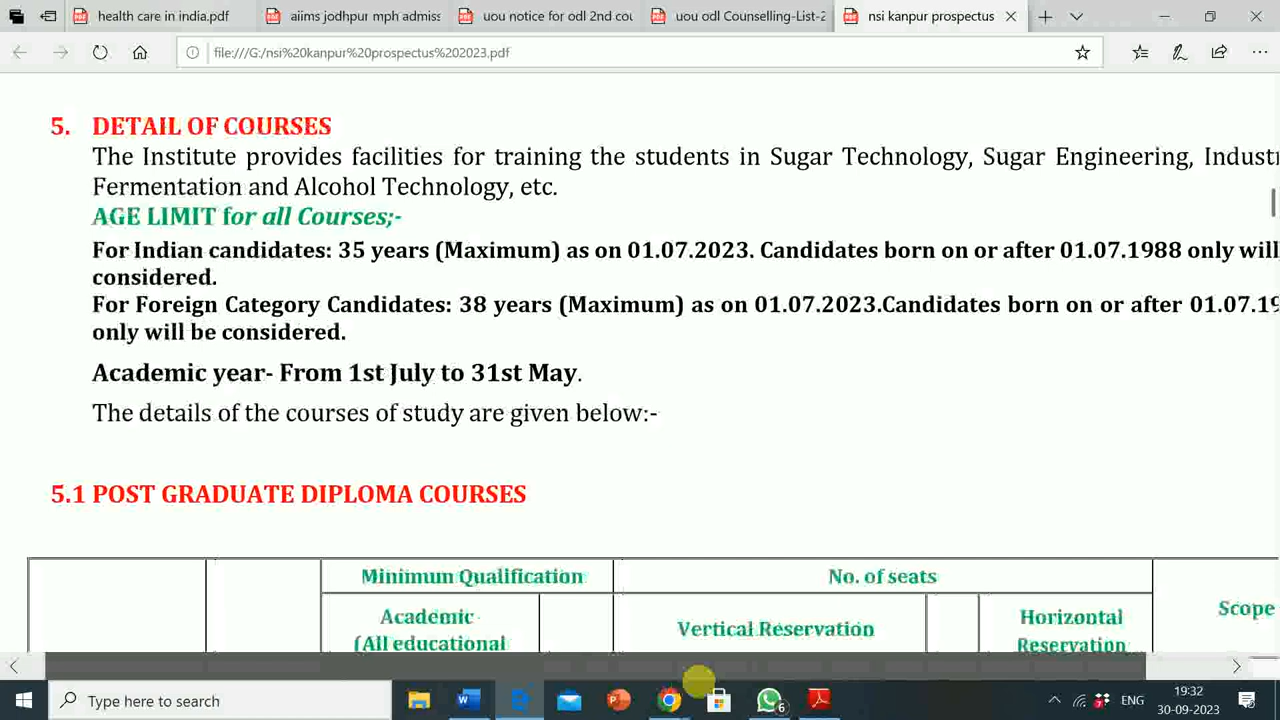 health care in india.pdf
aiims jodhpur mph admiss
uou notice for odl 2nd cou
uou odl Counselling-List-2
nsi kanpur prospectus
file:///G:/nsi%20kanpur%20prospectus%202023.pdf
5. DETAIL OF COURSES
The Institute provides facilities for training the students in Sugar Technology, Sugar Engineering, Industr
Fermentation and Alcohol Technology, etc.
AGE LIMIT for all Courses;-
For Indian candidates: 35 years (Maximum) as on 01.07.2023. Candidates born on or after 01.07.1988 only will
considered.
For Foreign Category Candidates: 38 years (Maximum) as on 01.07.2023.Candidates born on or after 01.07.19
only will be considered.
Academic year- From 1st July to 31st May.
The details of the courses of study are given below:-
5.1 POST GRADUATE DIPLOMA COURSES
Minimum Qualification
No. of seats
Scope
Academic
(All educational
Vertical Reservation
Horizontal
Reservation
Type here to search
6
ENG
19:32
30-09-2023